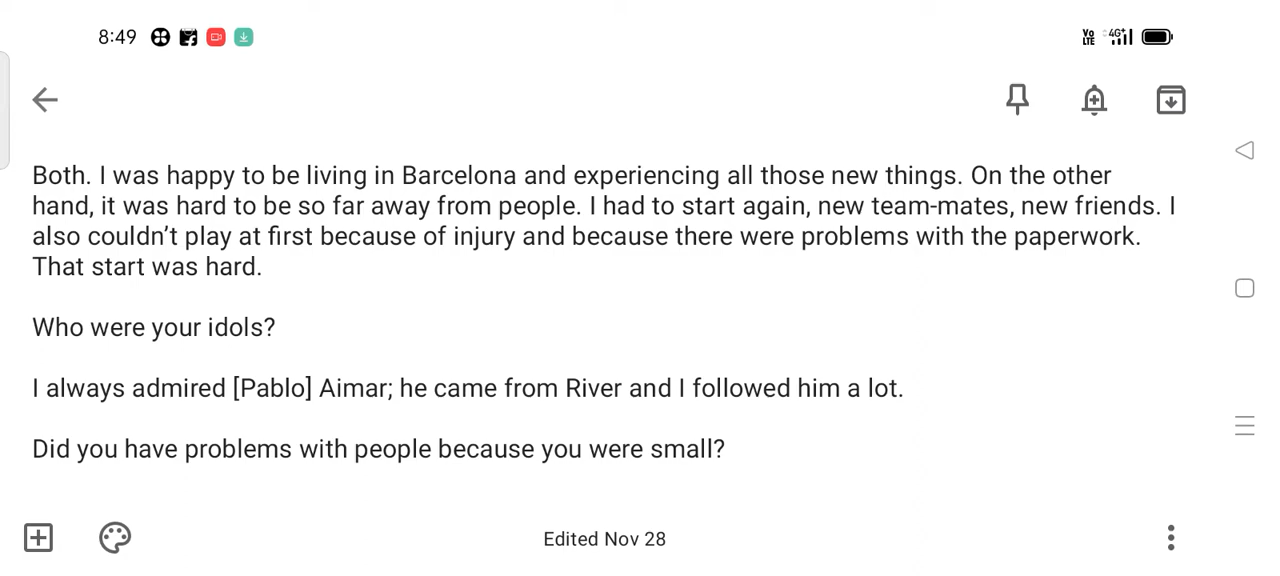 8:49
Vo
LTE
4G+
Both. I was happy to be living in Barcelona and experiencing all those new things. On the other
hand, it was hard to be so far away from people. I had to start again, new team-mates, new friends. I
also couldn’t play at first because of injury and because there were problems with the paperwork.
That start was hard.
Who were your idols?
I always admired [Pablo] Aimar; he came from River and I followed him a lot.
Did you have problems with people because you were small?
Edited Nov 28